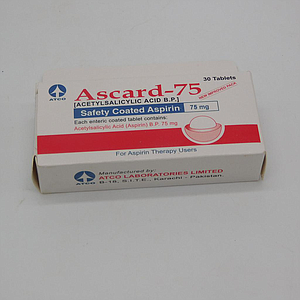 30 Tablets
Ascard-75
NEW IMPROVED PACK
[ACETYLSALICYLIC ACID B.P.]
ATCO
Safety Coated Aspirin 75 mg
Each enteric coated tablet contains:
Acetylsalicylic Acid (Aspirin) B.P. 75 mg
For Aspirin Therapy Users
Manufactured by:
ATCO LABORATORIES LIMITED
ATCO
B-18, S.I.T.E., Karachi - Pakistan.